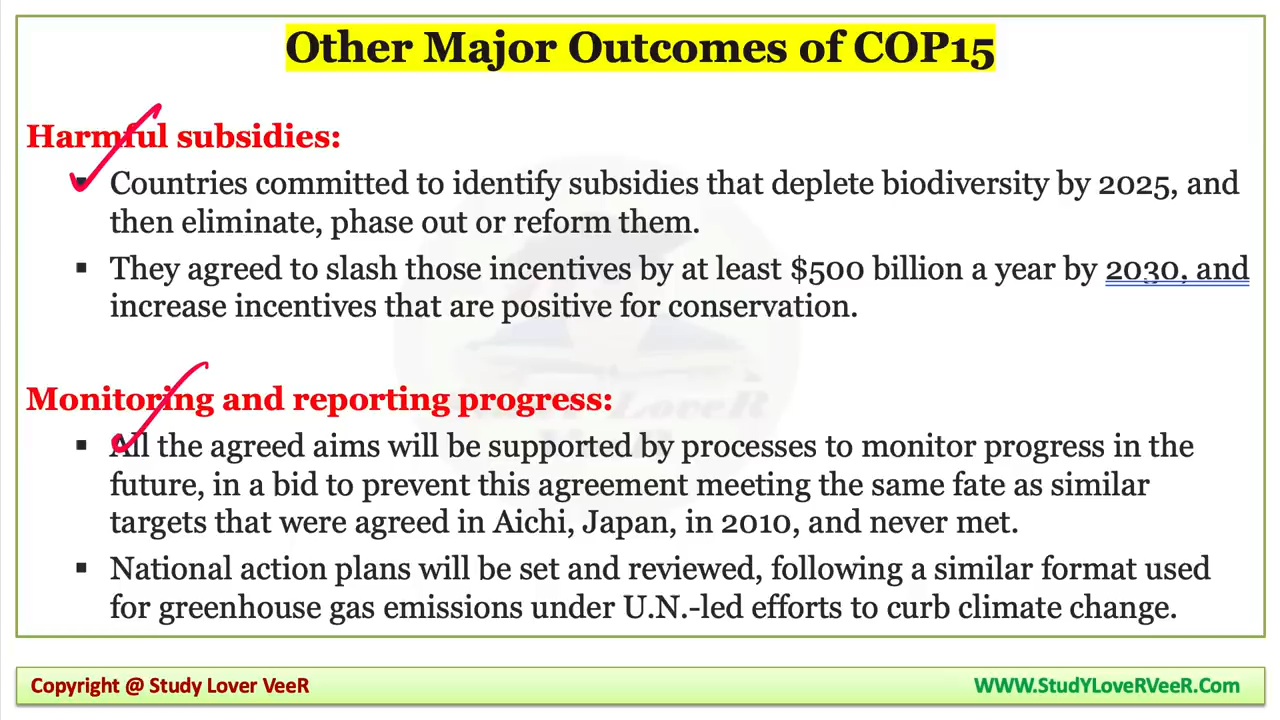 Other Major Outcomes of COP15
Harmful subsidies:
▪ Countries committed to identify subsidies that deplete biodiversity by 2025, and
then eliminate, phase out or reform them.
▪ They agreed to slash those incentives by at least $500 billion a year by 2030, and
increase incentives that are positive for conservation.
Monitoring and reporting progress:
▪ All the agreed aims will be supported by processes to monitor progress in the
future, in a bid to prevent this agreement meeting the same fate as similar
targets that were agreed in Aichi, Japan, in 2010, and never met.
▪ National action plans will be set and reviewed, following a similar format used
for greenhouse gas emissions under U.N.-led efforts to curb climate change.
Copyright @ Study Lover VeeR
WWW.StudYLoveRVeeR.Com